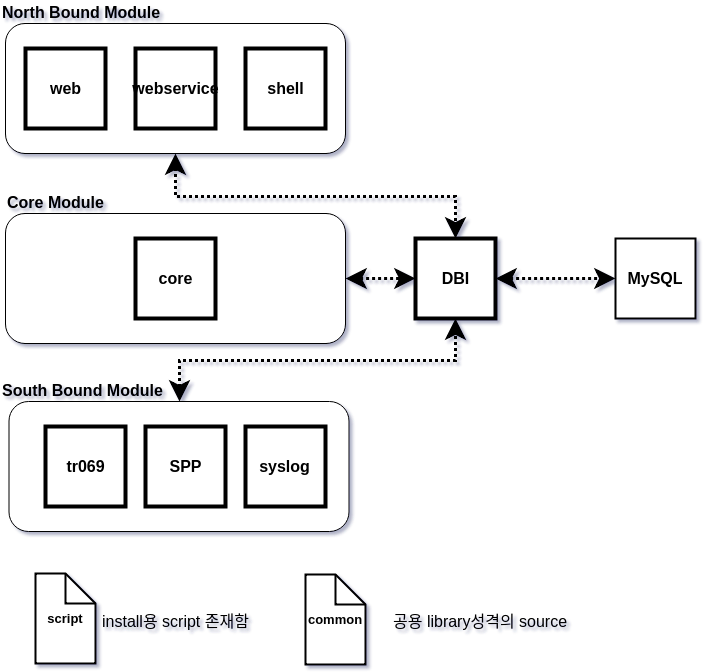 North Bound Module
web
webservice
shell
Core Module
core
DBI
MySQL
South Bound Module
tr069
SPP
syslog
script
install용 script 존재함
common
공용 library성격의 source